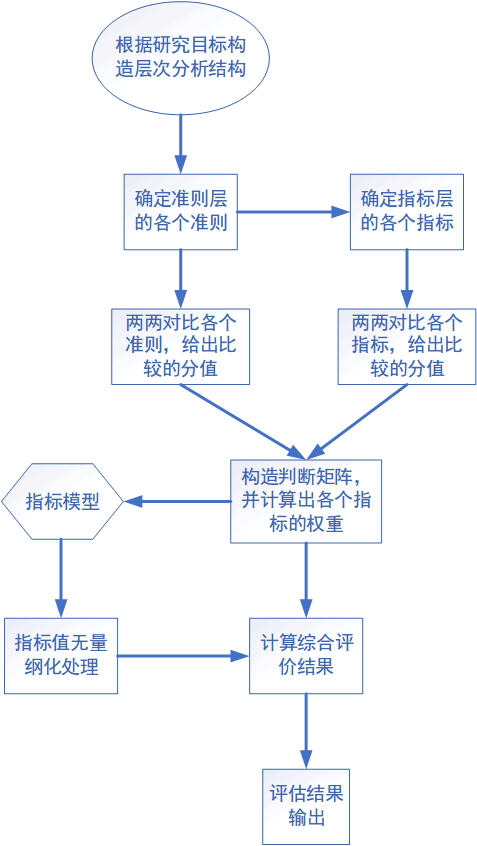 根据研究目标构
造层次分析结构
确定准则层
的各个准则
确定指标层
的各个指标
两两对比各个
准则，给出比
较的分值
两两对比各个
指标，给出比
较的分值
构造判断矩阵，
并计算出各个指
标的权重
指标模型
指标值无量
纲化处理
计算综合评
价结果
评估结果
输出